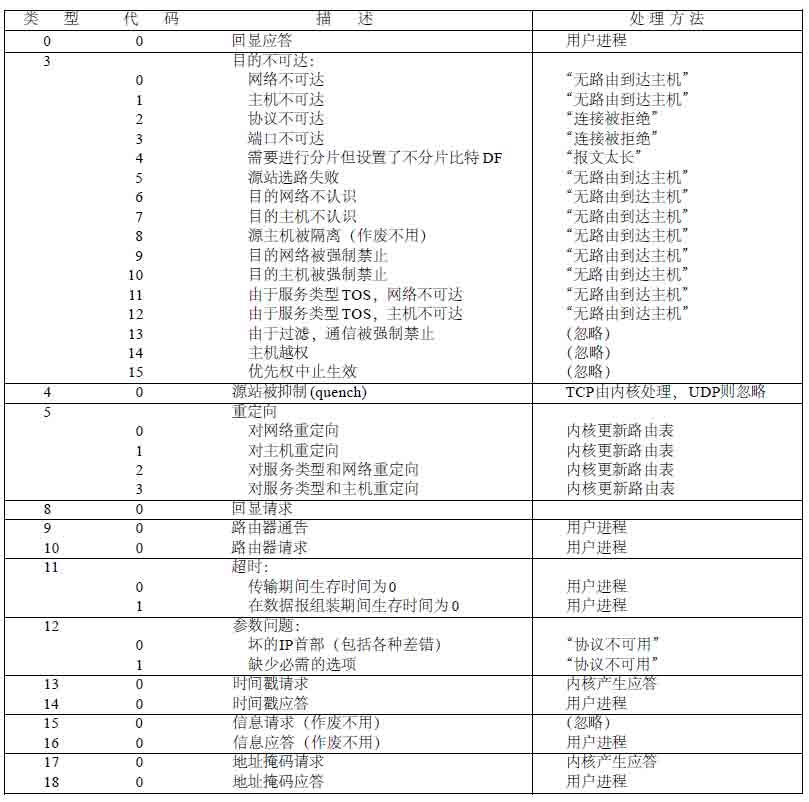 类 型 代 码 描 述 处理方法
0 0 回显应答 用户进程
3 目的不可达：
0 网络不可达 “无路由到达主机”
1 主机不可达 “无路由到达主机”
2 协议不可达 “连接被拒绝”
3 端口不可达 “连接被拒绝”
4 需要进行分片但设置了不分片比特 DF “报文太长”
5 源站选路失败 “无路由到达主机”
6 目的网络不认识 “无路由到达主机”
7 目的主机不认识 “无路由到达主机”
8 源主机被隔离（作废不用） “无路由到达主机”
9 目的网络被强制禁止 “无路由到达主机”
10 目的主机被强制禁止 “无路由到达主机”
11 由于服务类型 TOS，网络不可达 “无路由到达主机”
12 由于服务类型 TOS，主机不可达 “无路由到达主机”
13 由于过滤，通信被强制禁止 （忽略）
14 主机越权 （忽略）
15 优先权中止生效 （忽略）
4 0 源站被抑制 (quench) TCP由内核处理，UDP则忽略
5 重定向
0 对网络重定向 内核更新路由表
1 对主机重定向 内核更新路由表
2 对服务类型和网络重定向 内核更新路由表
3 对服务类型和主机重定向 内核更新路由表
8 0 回显请求
9 0 路由器通告 用户进程
10 0 路由器请求 用户进程
11 超时：
0 传输期间生存时间为0 用户进程
1 在数据报组装期间生存时间为0 用户进程
12 参数问题：
0 坏的IP首部（包括各种差错） “协议不可用”
1 缺少必需的选项 “协议不可用”
13 0 时间戳请求 内核产生应答
14 0 时间戳应答 用户进程
15 0 信息请求（作废不用） （忽略）
16 0 信息应答（作废不用） 用户进程
17 0 地址掩码请求 内核产生应答
18 0 地址掩码应答 用户进程